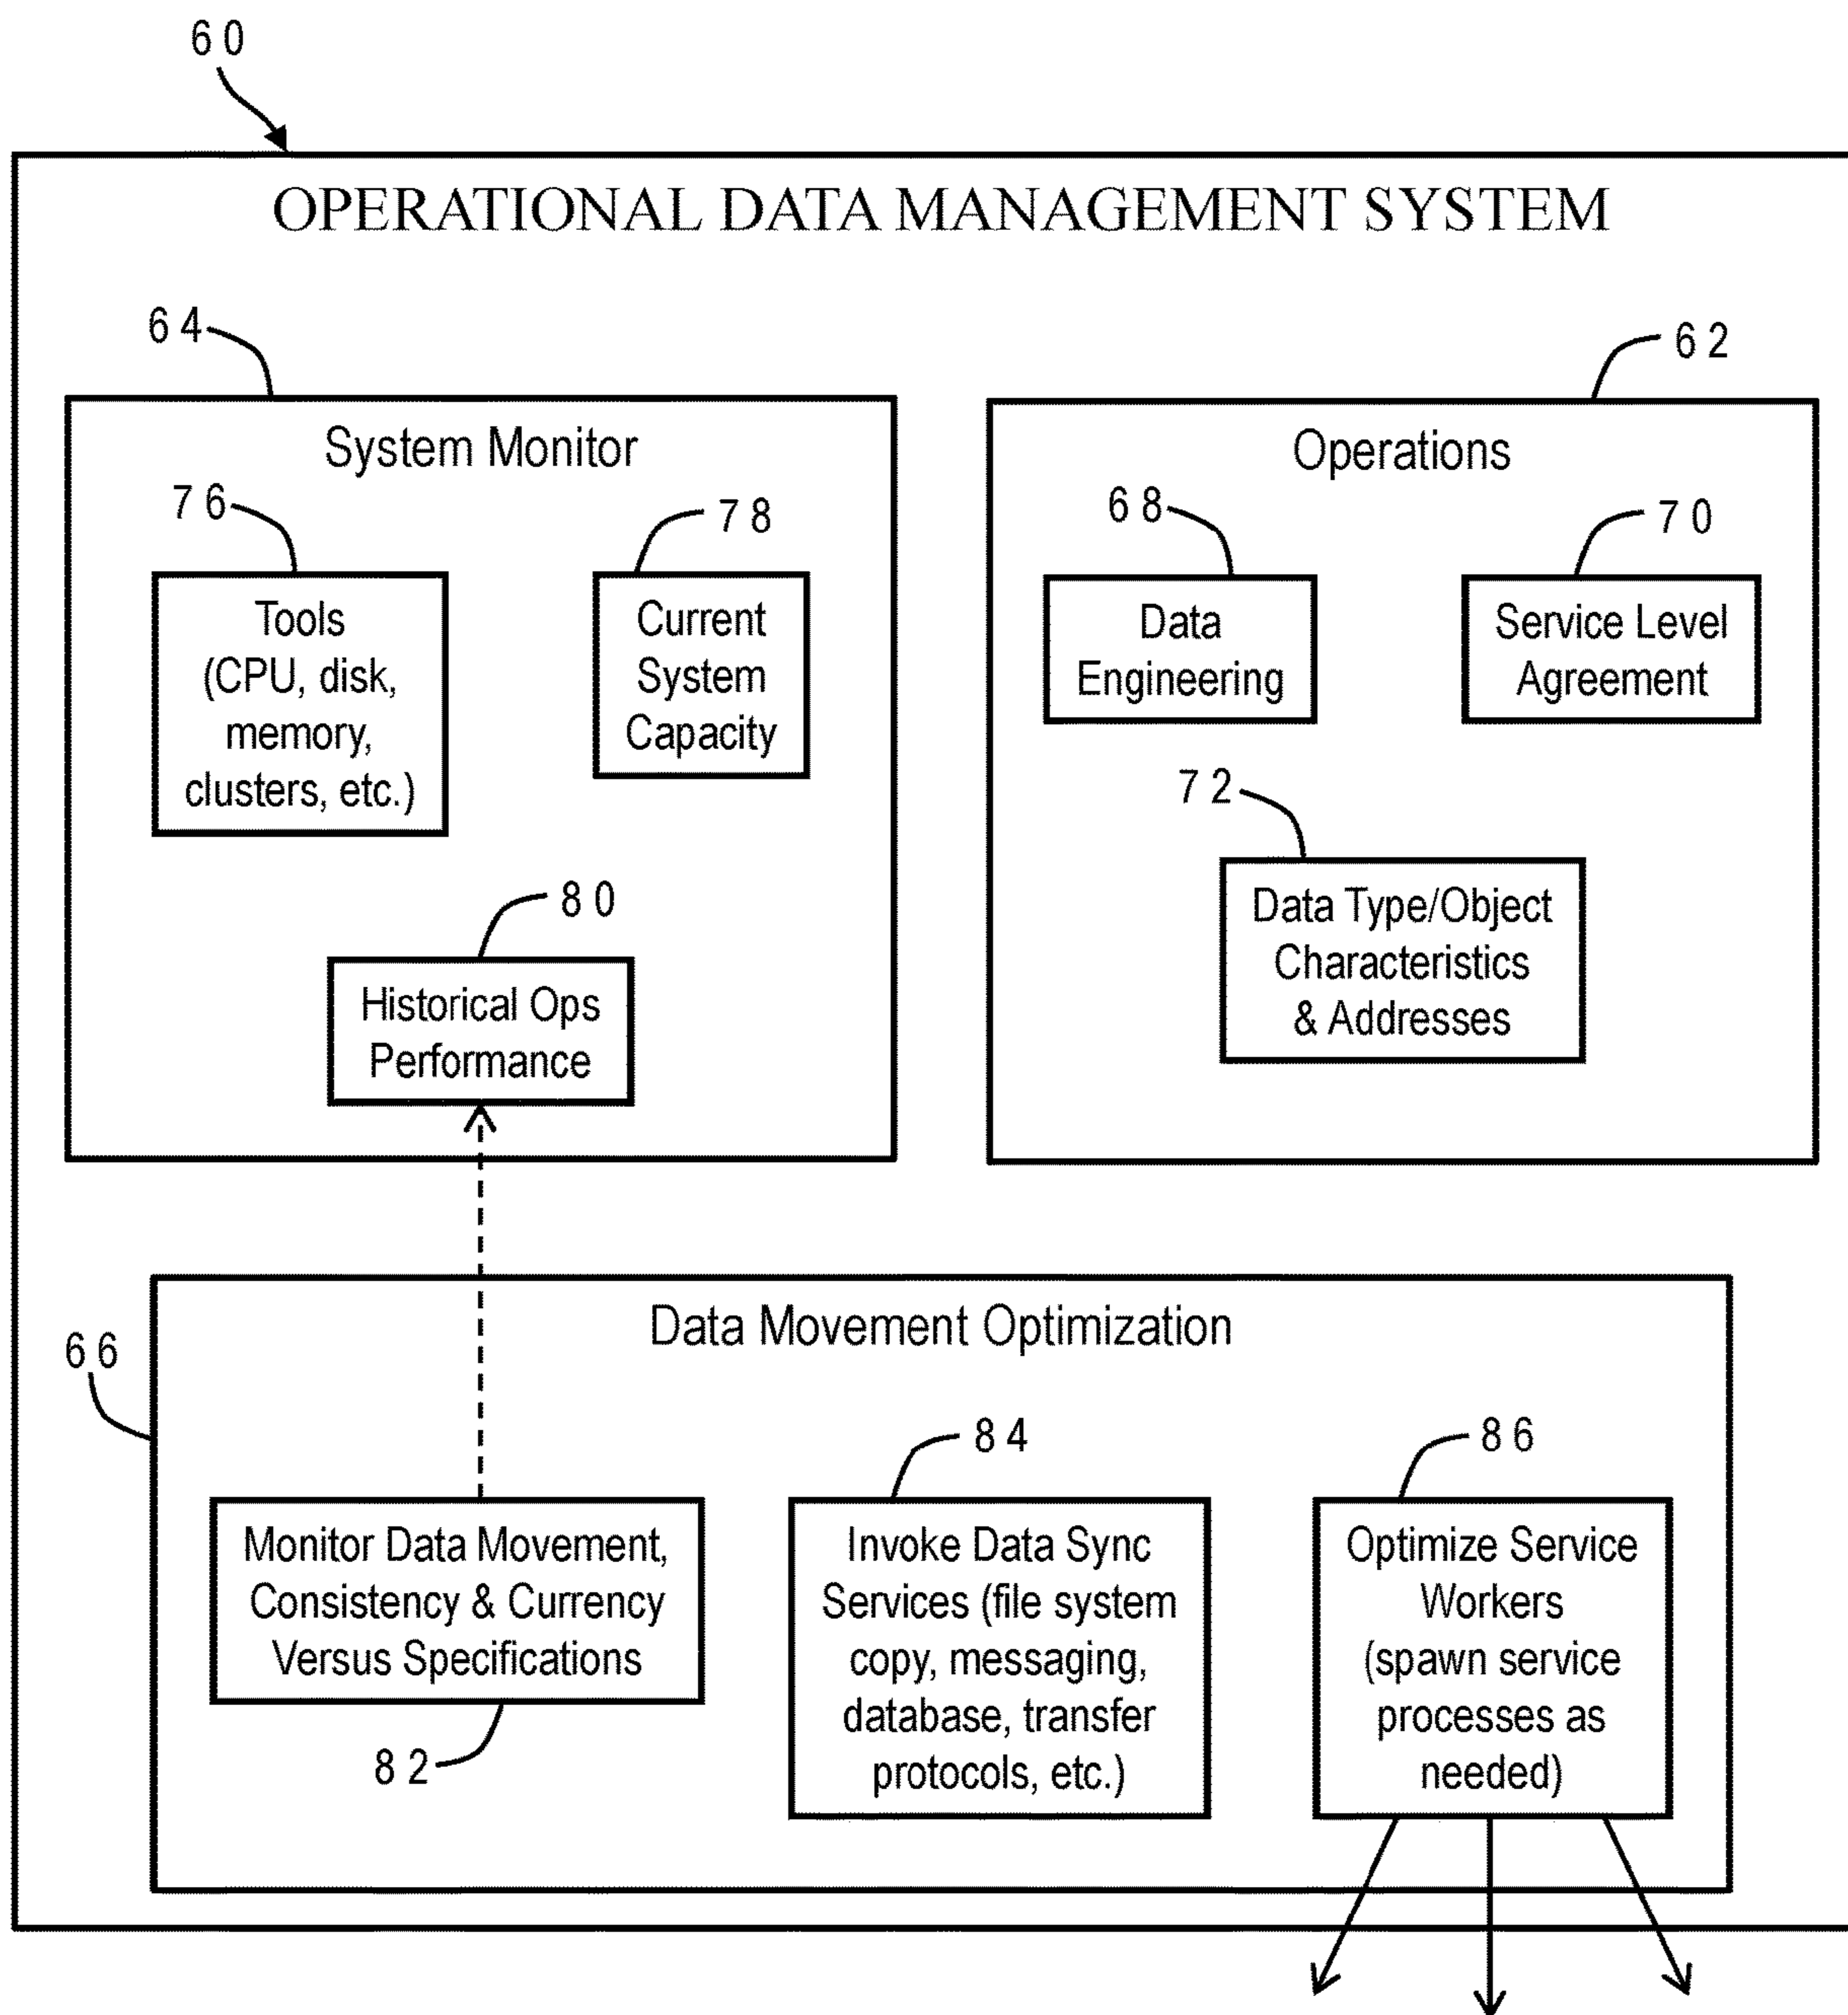 60
OPERATIONAL DATA MANAGEMENT SYSTEM
64
System Monitor
76
78
Tools
(CPU, disk,
memory,
clusters, etc.)
Current
System
Capacity
80
Historical Ops
Performance
62
Operations
68
70
Data
Engineering
Service Level
Agreement
72
Data Type/Object
Characteristics
& Addresses
66
Data Movement Optimization
Monitor Data Movement,
Consistency & Currency
Versus Specifications
82
84
Invoke Data Sync
Services (file system
copy, messaging,
database, transfer
protocols, etc.)
86
Optimize Service
Workers
(spawn service
processes as
needed)